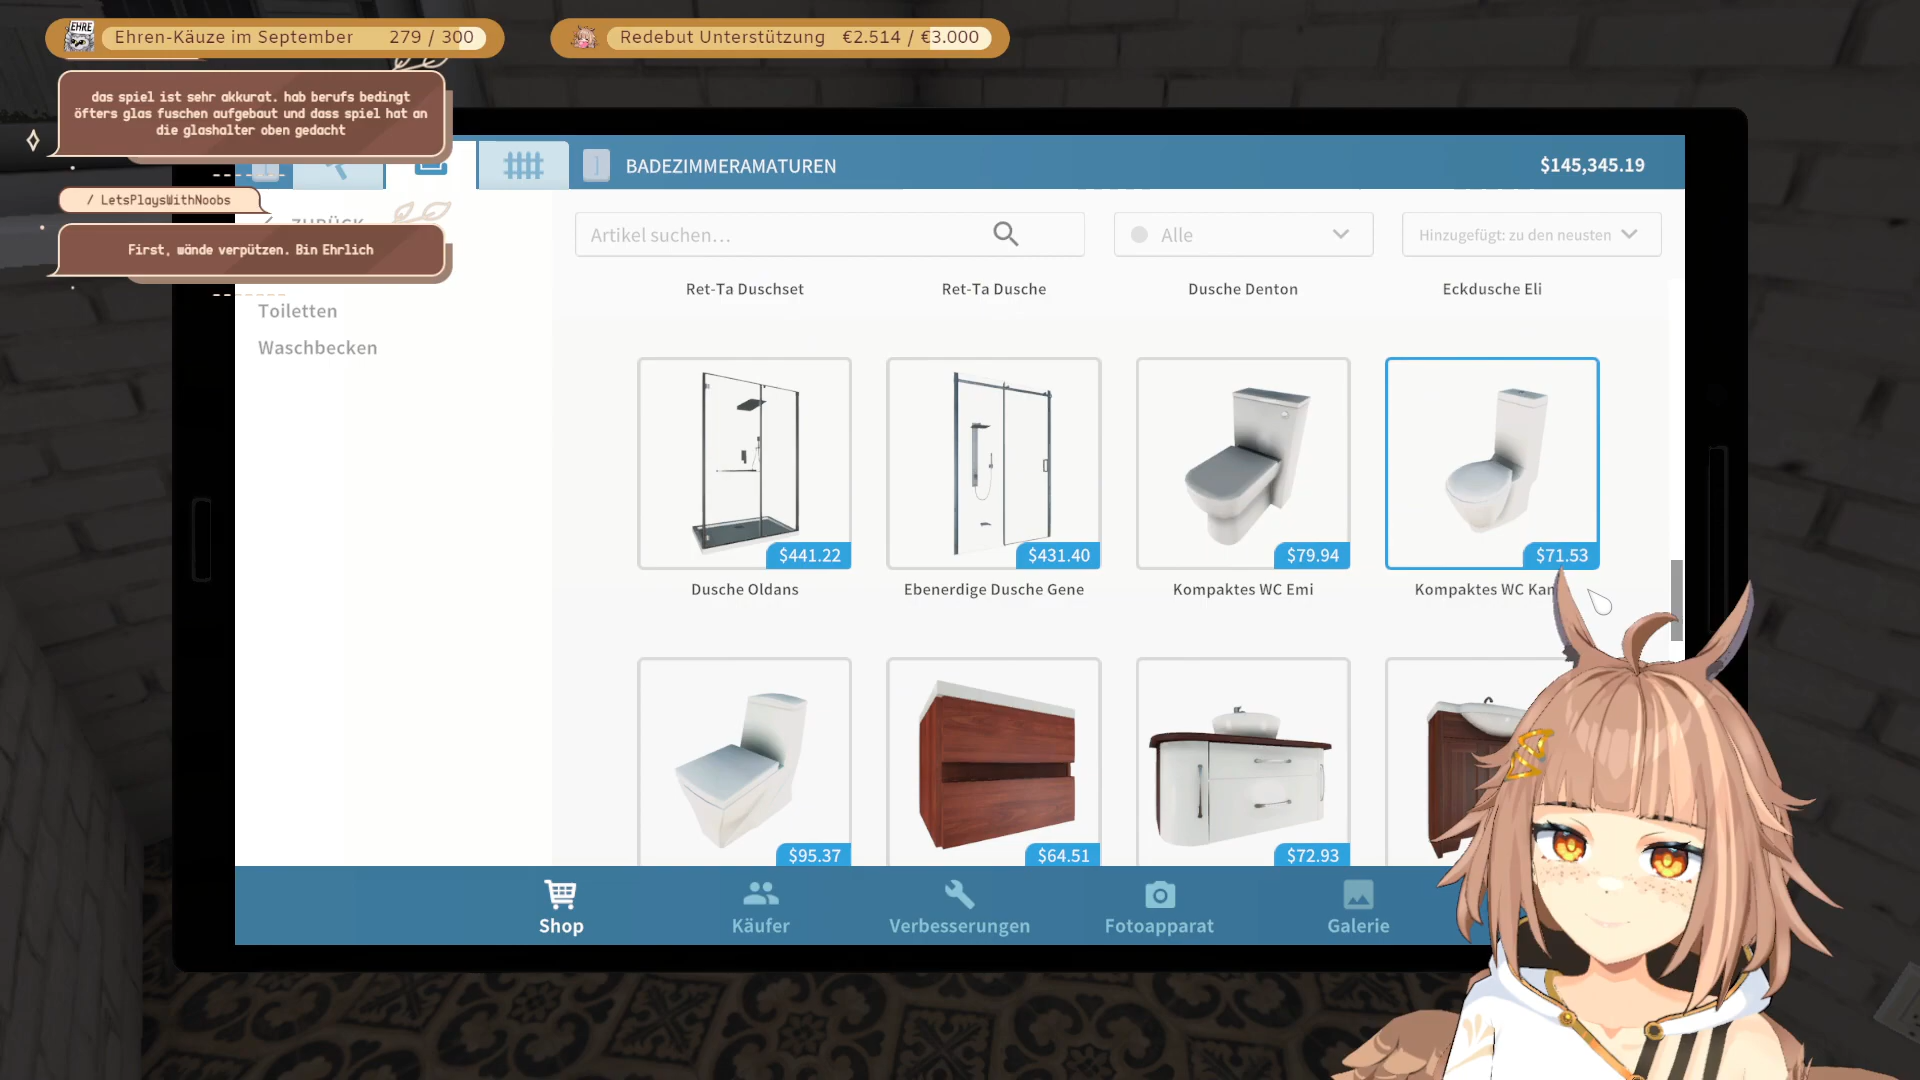 EHRE
Ehren-Käuze im September 279 / 300
Redebut Unterstützung €2.514 / €3.000
das spiel ist sehr akkurat. hab berufs bedingt
öfters glas fuschen aufgebaut und dass spiel hat an
die glashalter oben gedacht
/ LetsPlaysWithNoobs
First, wände verpützen. Bin Ehrlich
BADEZIMMERAMATUREN
$145,345.19
ZURÜCK
Artikel suchen...
Alle
Hinzugefügt: zu den neusten
Toiletten
Waschbecken
Ret-Ta Duschset
Ret-Ta Dusche
Dusche Denton
Eckdusche Eli
$441.22
$431.40
$79.94
$71.53
Dusche Oldans
Ebenerdige Dusche Gene
Kompaktes WC Emi
Kompaktes WC
$95.37
$64.51
$72.93
Shop
Käufer
Verbesserungen
Fotoapparat
Galerie